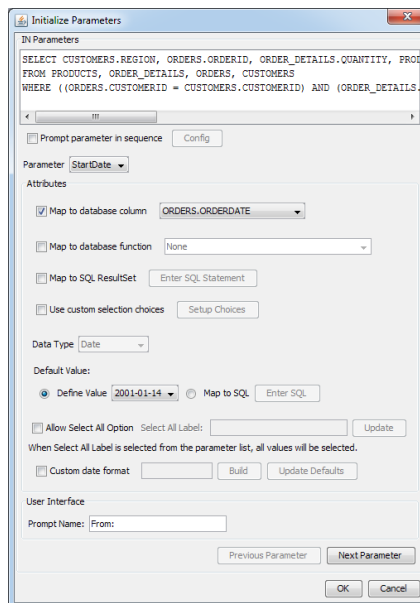 Initialize Parameters
IN Parameters
SELECT CUSTOMERS.REGION, ORDERS.ORDERID, ORDER_DETAILS.QUANTITY, PROD
FROM PRODUCTS, ORDER_DETAILS, ORDERS, CUSTOMERS
WHERE ((ORDERS.CUSTOMERID = CUSTOMERS.CUSTOMERID) AND (ORDER_DETAILS.
Prompt parameter in sequence Config
Parameter StartDate
Attributes
Map to database column ORDERS.ORDERDATE
Map to database function None
Map to SQL ResultSet Enter SQL Statement
Use custom selection choices Setup Choices
Data Type Date
Default Value:
Define Value 2001-01-14 Map to SQL Enter SQL
Allow Select All Option Select All Label: Update
When Select All Label is selected from the parameter list, all values will be selected.
Custom date format Build Update Defaults
User Interface
Prompt Name: From:
Previous Parameter Next Parameter
OK Cancel